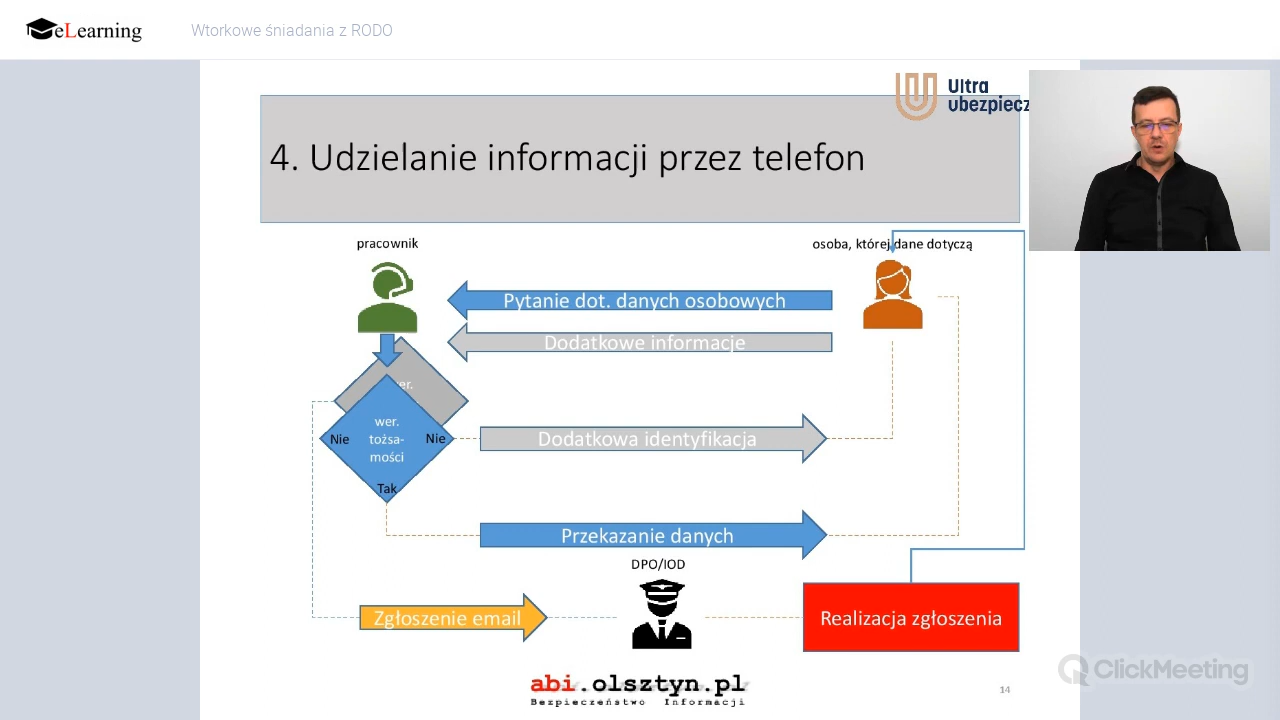 eLearning
Wtorkowe śniadania z RODO
Ultra
ubezpiecz
4. Udzielanie informacji przez telefon
pracownik
osoba, której dane dotyczą
Pytanie dot. danych osobowych
Dodatkowe informacje
wer.
wer.
tożsa-
mości
Nie
Nie
Tak
Dodatkowa identyfikacja
Przekazanie danych
DPO/IOD
Zgłoszenie email
Realizacja zgłoszenia
abi.olsztyn.pl
Bezpieczeństwo Informacji
14
ClickMeeting